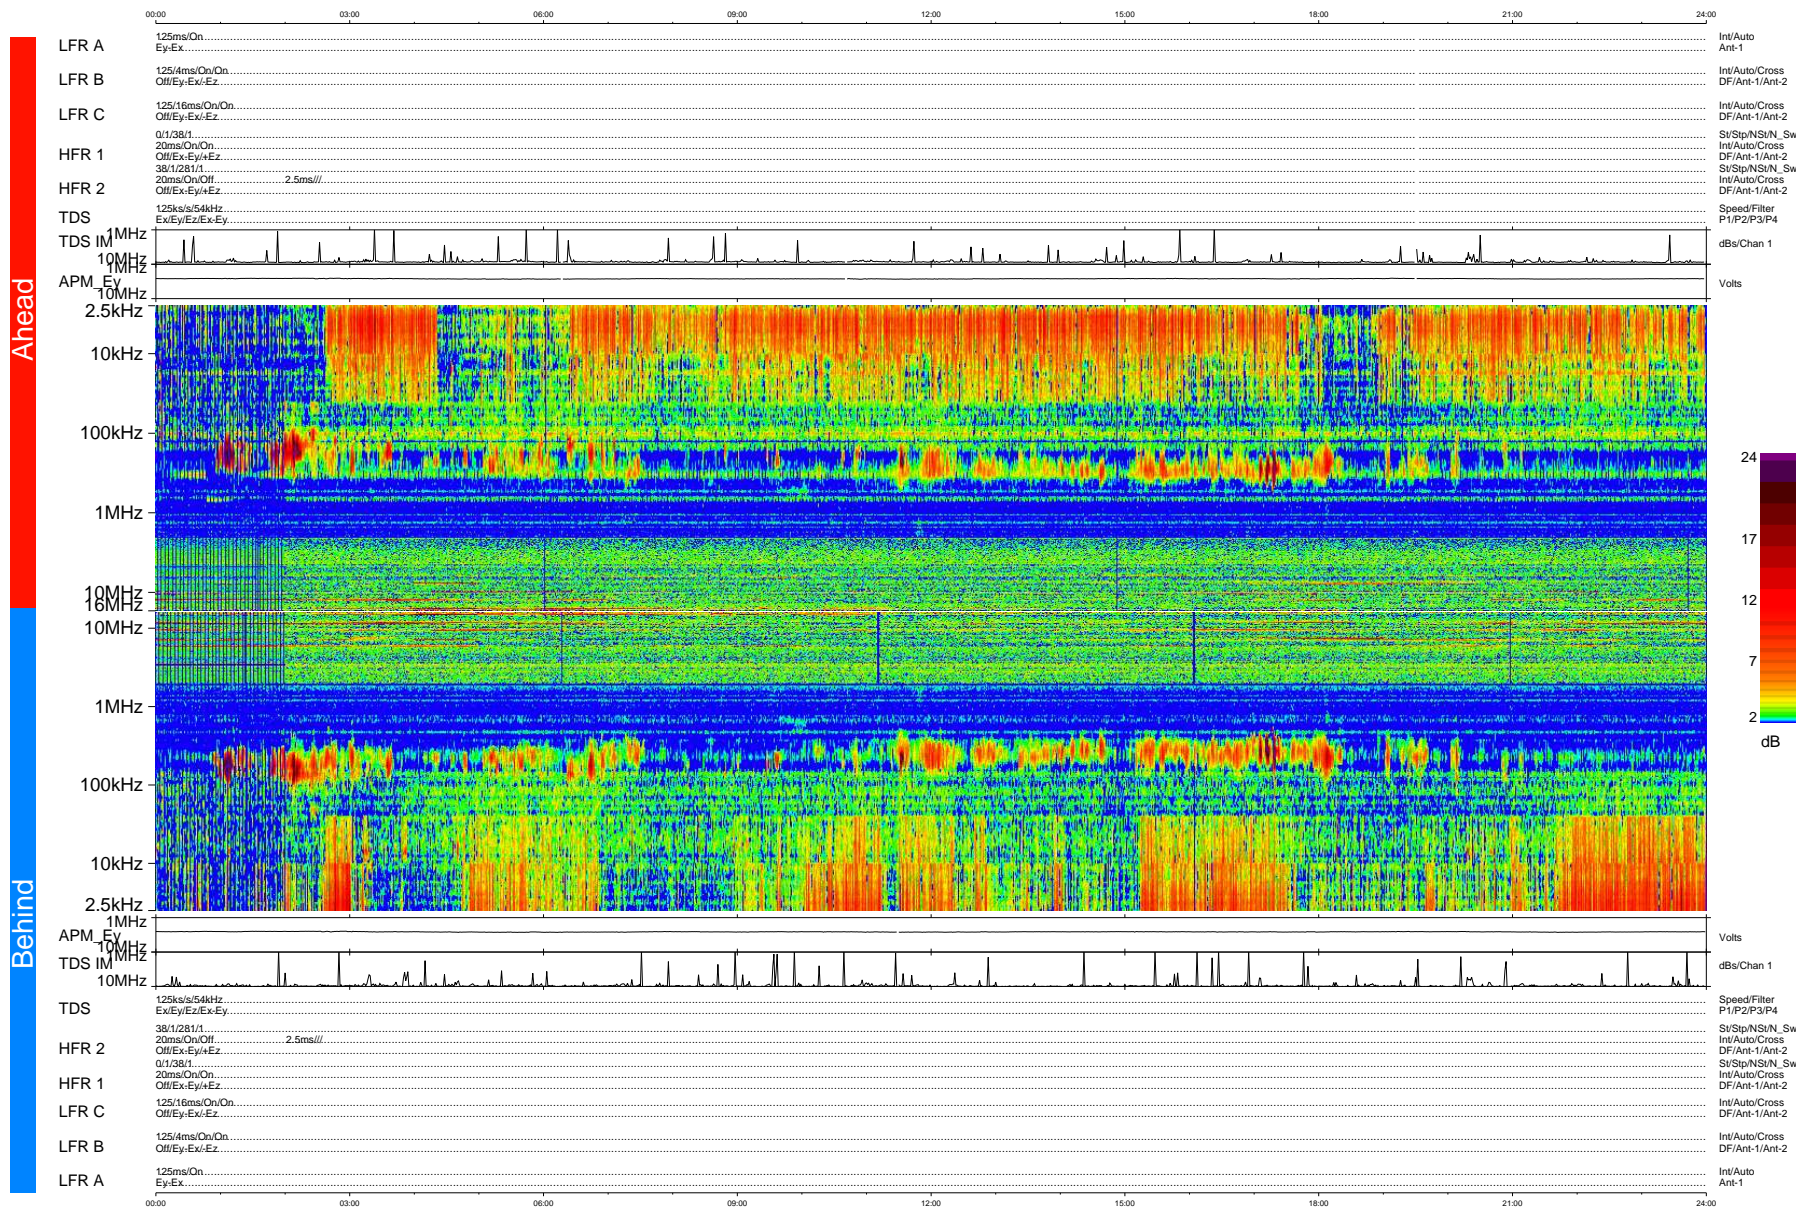 00:00 03:00 06:00 09:00 12:00 15:00 18:00 21:00 24:00
LFR A 125ms/On Int/Auto
Ey-Ex Ant-1
LFR B 125/4ms/On/On Int/Auto/Cross
Off/Ey-Ex/-Ez DF/Ant-1/Ant-2
LFR C 125/16ms/On/On Int/Auto/Cross
Off/Ey-Ex/-Ez DF/Ant-1/Ant-2
0/1/38/1 St/Stp/NSt/N_Sw
HFR 1 20ms/On/On Int/Auto/Cross
Off/Ex-Ey/+Ez DF/Ant-1/Ant-2
38/1/281/1 St/Stp/NSt/N_Sw
HFR 2 20ms/On/Off 2.5ms/// Int/Auto/Cross
Off/Ex-Ey/+Ez DF/Ant-1/Ant-2
TDS 125ks/s/54kHz Speed/Filter
Ex/Ey/Ez/Ex-Ey P1/P2/P3/P4
1MHz
TDS IM dBs/Chan 1
10MHz
1MHz
APM_Ey Volts
10MHz
Ahead
2.5kHz
10kHz
100kHz
1MHz
10MHz
16MHz
10MHz
1MHz
100kHz
10kHz
2.5kHz
24
17
12
7
2
dB
Behind
1MHz
APM_Ey Volts
10MHz
1MHz
TDS IM dBs/Chan 1
10MHz
TDS 125ks/s/54kHz Speed/Filter
Ex/Ey/Ez/Ex-Ey P1/P2/P3/P4
38/1/281/1 St/Stp/NSt/N_Sw
HFR 2 20ms/On/Off 2.5ms/// Int/Auto/Cross
Off/Ex-Ey/+Ez DF/Ant-1/Ant-2
0/1/38/1 St/Stp/NSt/N_Sw
HFR 1 20ms/On/On Int/Auto/Cross
Off/Ex-Ey/+Ez DF/Ant-1/Ant-2
LFR C 125/16ms/On/On Int/Auto/Cross
Off/Ey-Ex/-Ez DF/Ant-1/Ant-2
LFR B 125/4ms/On/On Int/Auto/Cross
Off/Ey-Ex/-Ez DF/Ant-1/Ant-2
LFR A 125ms/On Int/Auto
Ey-Ex Ant-1
00:00 03:00 06:00 09:00 12:00 15:00 18:00 21:00 24:00